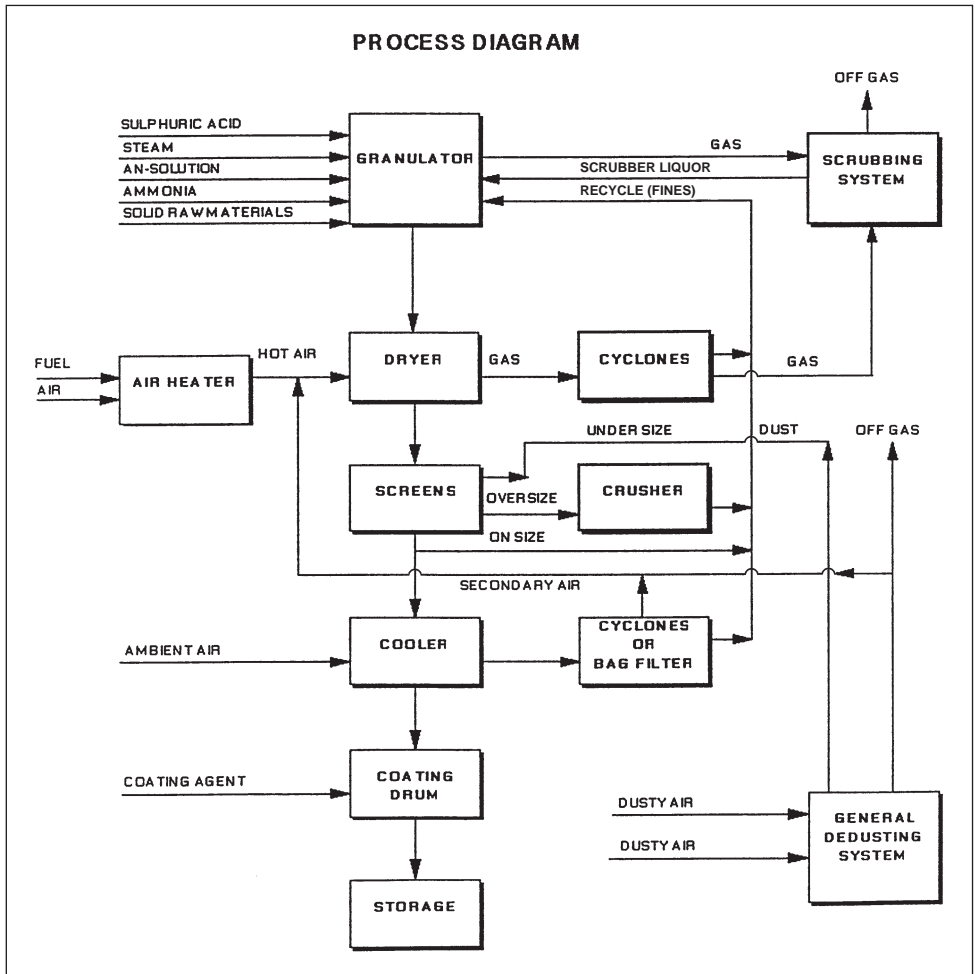 PROCESS DIAGRAM
OFF GAS
SULPHURIC ACID
STEAM
AN-SOLUTION
AMMONIA
SOLID RAW MATERIALS
GRANULATOR
GAS
SCRUBBER LIQUOR
RECYCLE (FINES)
SCRUBBING
SYSTEM
FUEL
AIR
AIR HEATER
HOT AIR
DRYER
GAS
CYCLONES
GAS
UNDER SIZE
DUST
OFF GAS
SCREENS
OVERSIZE
CRUSHER
ON SIZE
SECONDARY AIR
AMBIENT AIR
COOLER
CYCLONES
OR
BAG FILTER
COATING AGENT
COATING
DRUM
DUSTY AIR
DUSTY AIR
GENERAL
DEDUSTING
SYSTEM
STORAGE